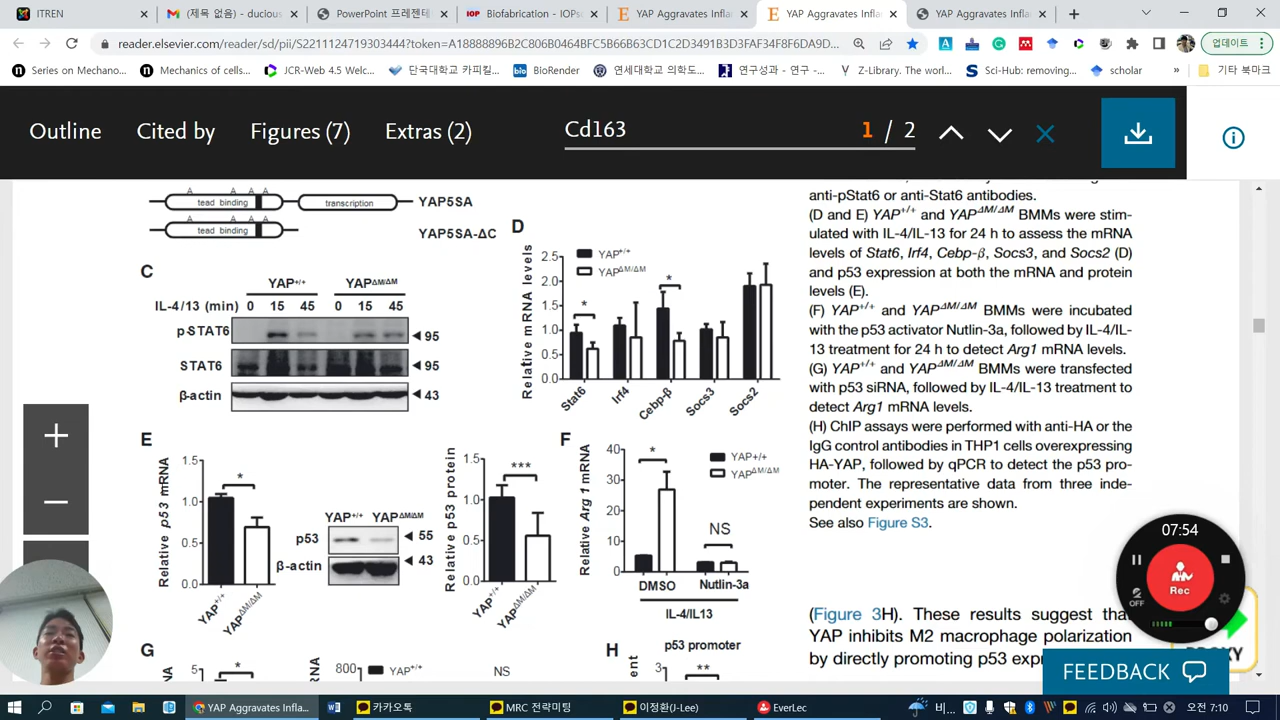 ITREN
(제목 없음) - ducious
PowerPoint 프레젠테
IOP Biofabrication - IOPsc
YAP Aggravates Inflar
YAP Aggravates Inflar
YAP Aggravates Inflar
reader.elsevier.com/reader/sd/pii/S2211124719303444?token=A1888
업데이트
Series on Mechano...
Mechanics of cells...
JCR-Web 4.5 Welc...
단국대학교 카피킬...
bio BioRender
연세대학교 의학도...
연구성과 - 연구 -...
Z-Library. The worl...
Sci-Hub: removing...
scholar
»
기타 북마크
Outline
Cited by
Figures (7)
Extras (2)
Cd163
1 / 2
A A A A
tead binding transcription YAP5SA
A A A A
tead binding YAP5SA-ΔC
C
YAP+/+ YAPΔM/ΔM
IL-4/13 (min) 0 15 45 0 15 45
pSTAT6 95
STAT6 95
β-actin 43
D
YAP+/+
YAPΔM/ΔM
Relative mRNA levels
2.5
2.0
1.5
1.0
0.5
0.0
* *
Stat6 Irf4 Cebp-β Socs3 Socs2
E
Relative p53 mRNA
1.5
1.0
0.5
0.0
*
YAP+/+ YAPΔM/ΔM
YAP+/+ YAPΔM/ΔM
p53 55
β-actin 43
Relative p53 protein
1.5
1.0
0.5
0.0
***
YAP+/+ YAPΔM/ΔM
F
Relative Arg 1 mRNA
40
30
20
10
0
*
YAP+/+
YAPΔM/ΔM
NS
DMSO Nutlin-3a
IL-4/IL13
G
5 *
800 YAP+/+ NS
H
p53 promoter
3 **
anti-pStat6 or anti-Stat6 antibodies.
(D and E) YAP+/+ and YAPΔM/ΔM BMMs were stim-
ulated with IL-4/IL-13 for 24 h to assess the mRNA
levels of Stat6, Irf4, Cebp-β, Socs3, and Socs2 (D)
and p53 expression at both the mRNA and protein
levels (E).
(F) YAP+/+ and YAPΔM/ΔM BMMs were incubated
with the p53 activator Nutlin-3a, followed by IL-4/IL-
13 treatment for 24 h to detect Arg1 mRNA levels.
(G) YAP+/+ and YAPΔM/ΔM BMMs were transfected
with p53 siRNA, followed by IL-4/IL-13 treatment to
detect Arg1 mRNA levels.
(H) ChIP assays were performed with anti-HA or the
IgG control antibodies in THP1 cells overexpressing
HA-YAP, followed by qPCR to detect the p53 pro-
moter. The representative data from three inde-
pendent experiments are shown.
See also Figure S3.
(Figure 3H). These results suggest that
YAP inhibits M2 macrophage polarization
by directly promoting p53
07:54
Rec
OFF
FEEDBACK
YAP Aggravates Infla...
카카오톡
MRC 전략미팅
이정환(J-Lee)
EverLec
오전 7:10